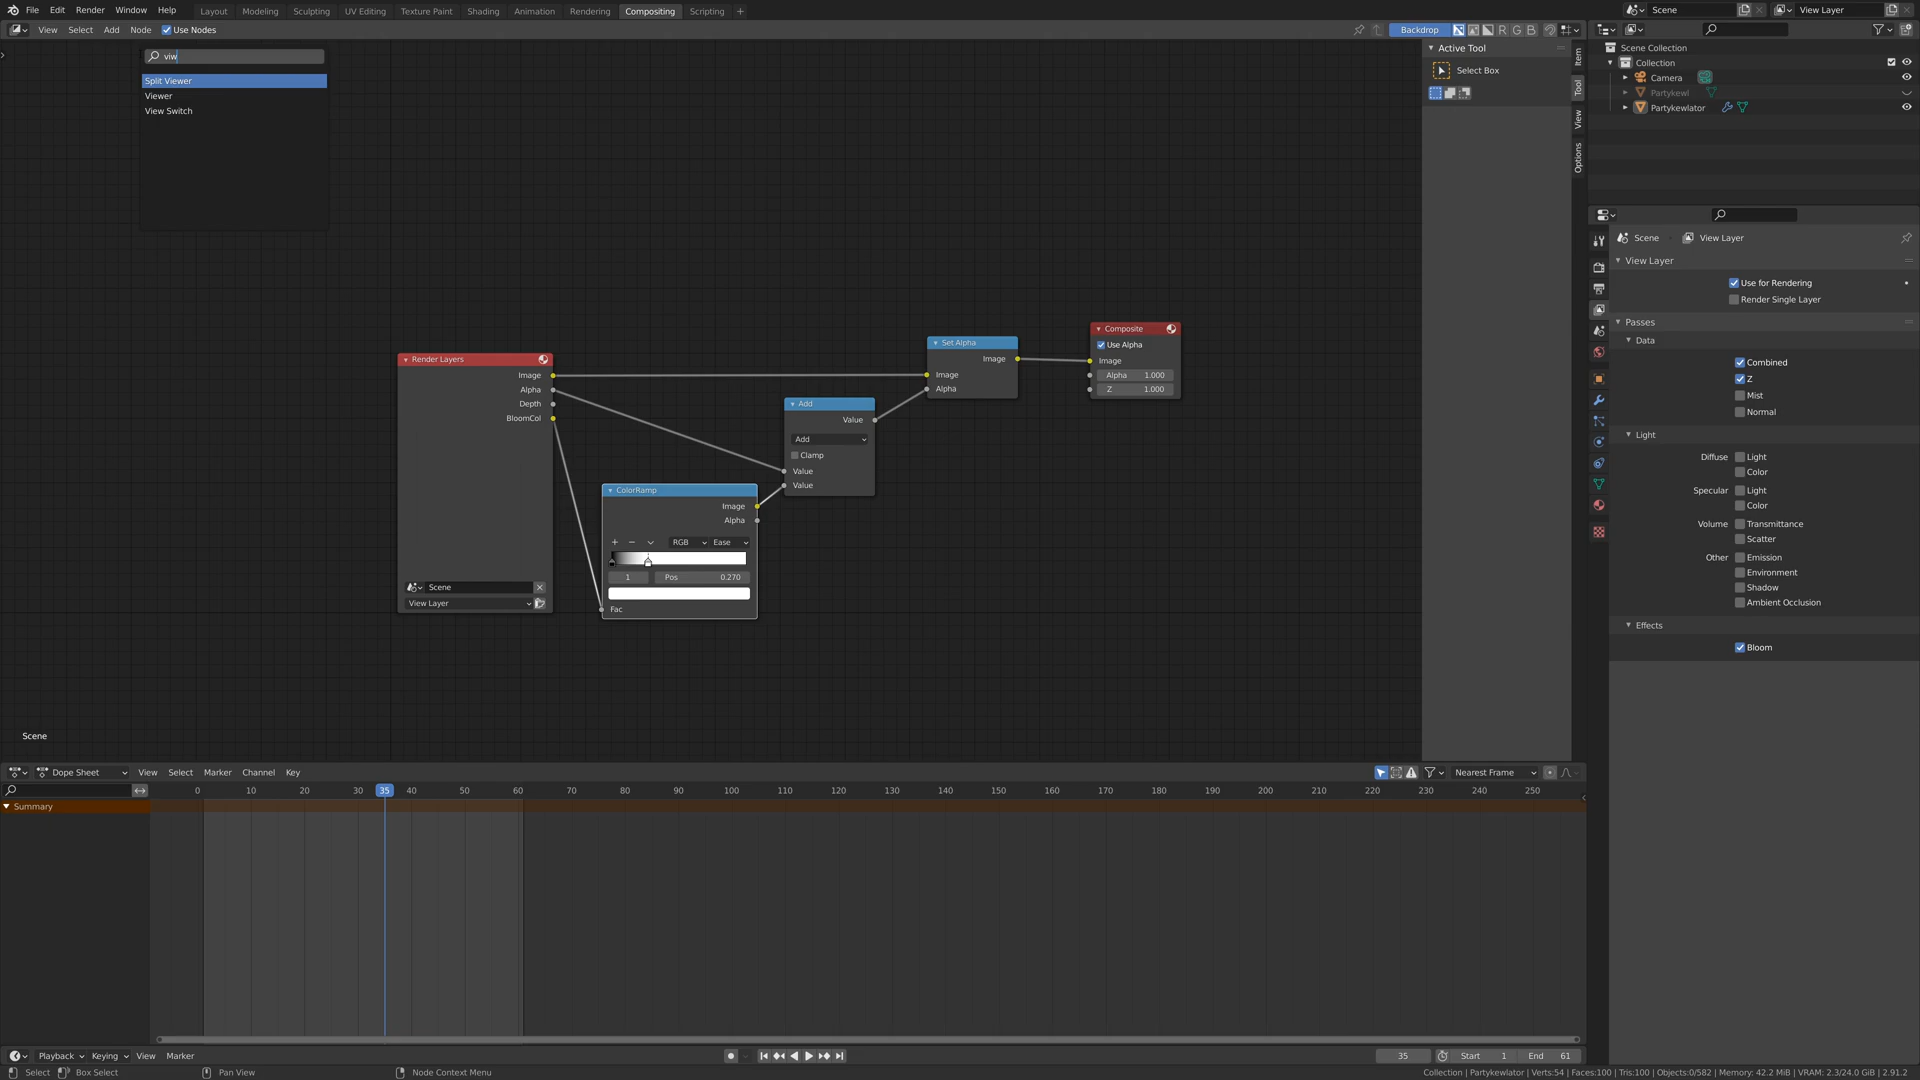 File Edit Render Window Help Layout Modeling Sculpting UV Editing Texture Paint Shading Animation Rendering Compositing Scripting + Scene View Layer
View Select Add Node Use Nodes Backdrop R G B
viw
Split Viewer
Viewer
View Switch
Active Tool
Select Box
Item
Tool
View
Options
Scene Collection
Collection
Camera
Partykewl
Partykewlator
Scene View Layer
View Layer
Use for Rendering
Render Single Layer
Passes
Data
Combined
Z
Mist
Normal
Light
Diffuse Light
Color
Specular Light
Color
Volume Transmittance
Scatter
Other Emission
Environment
Shadow
Ambient Occlusion
Effects
Bloom
Render Layers
Image
Alpha
Depth
BloomCol
Scene
View Layer
ColorRamp
Image
Alpha
+ − RGB Ease
1 Pos 0.270
Fac
Add
Value
Add
Clamp
Value
Value
Set Alpha
Image
Image
Alpha
Composite
Use Alpha
Image
Alpha 1.000
Z 1.000
Scene
Dope Sheet View Select Marker Channel Key Nearest Frame
0 10 20 30 35 40 50 60 70 80 90 100 110 120 130 140 150 160 170 180 190 200 210 220 230 240 250
Summary
Playback Keying View Marker 35 Start 1 End 61
Select Box Select Pan View Node Context Menu Collection | Partykewlator | Verts:54 | Faces:100 | Tris:100 | Objects:0/582 | Memory: 42.2 MiB | VRAM: 2.3/24.0 GiB | 2.91.2